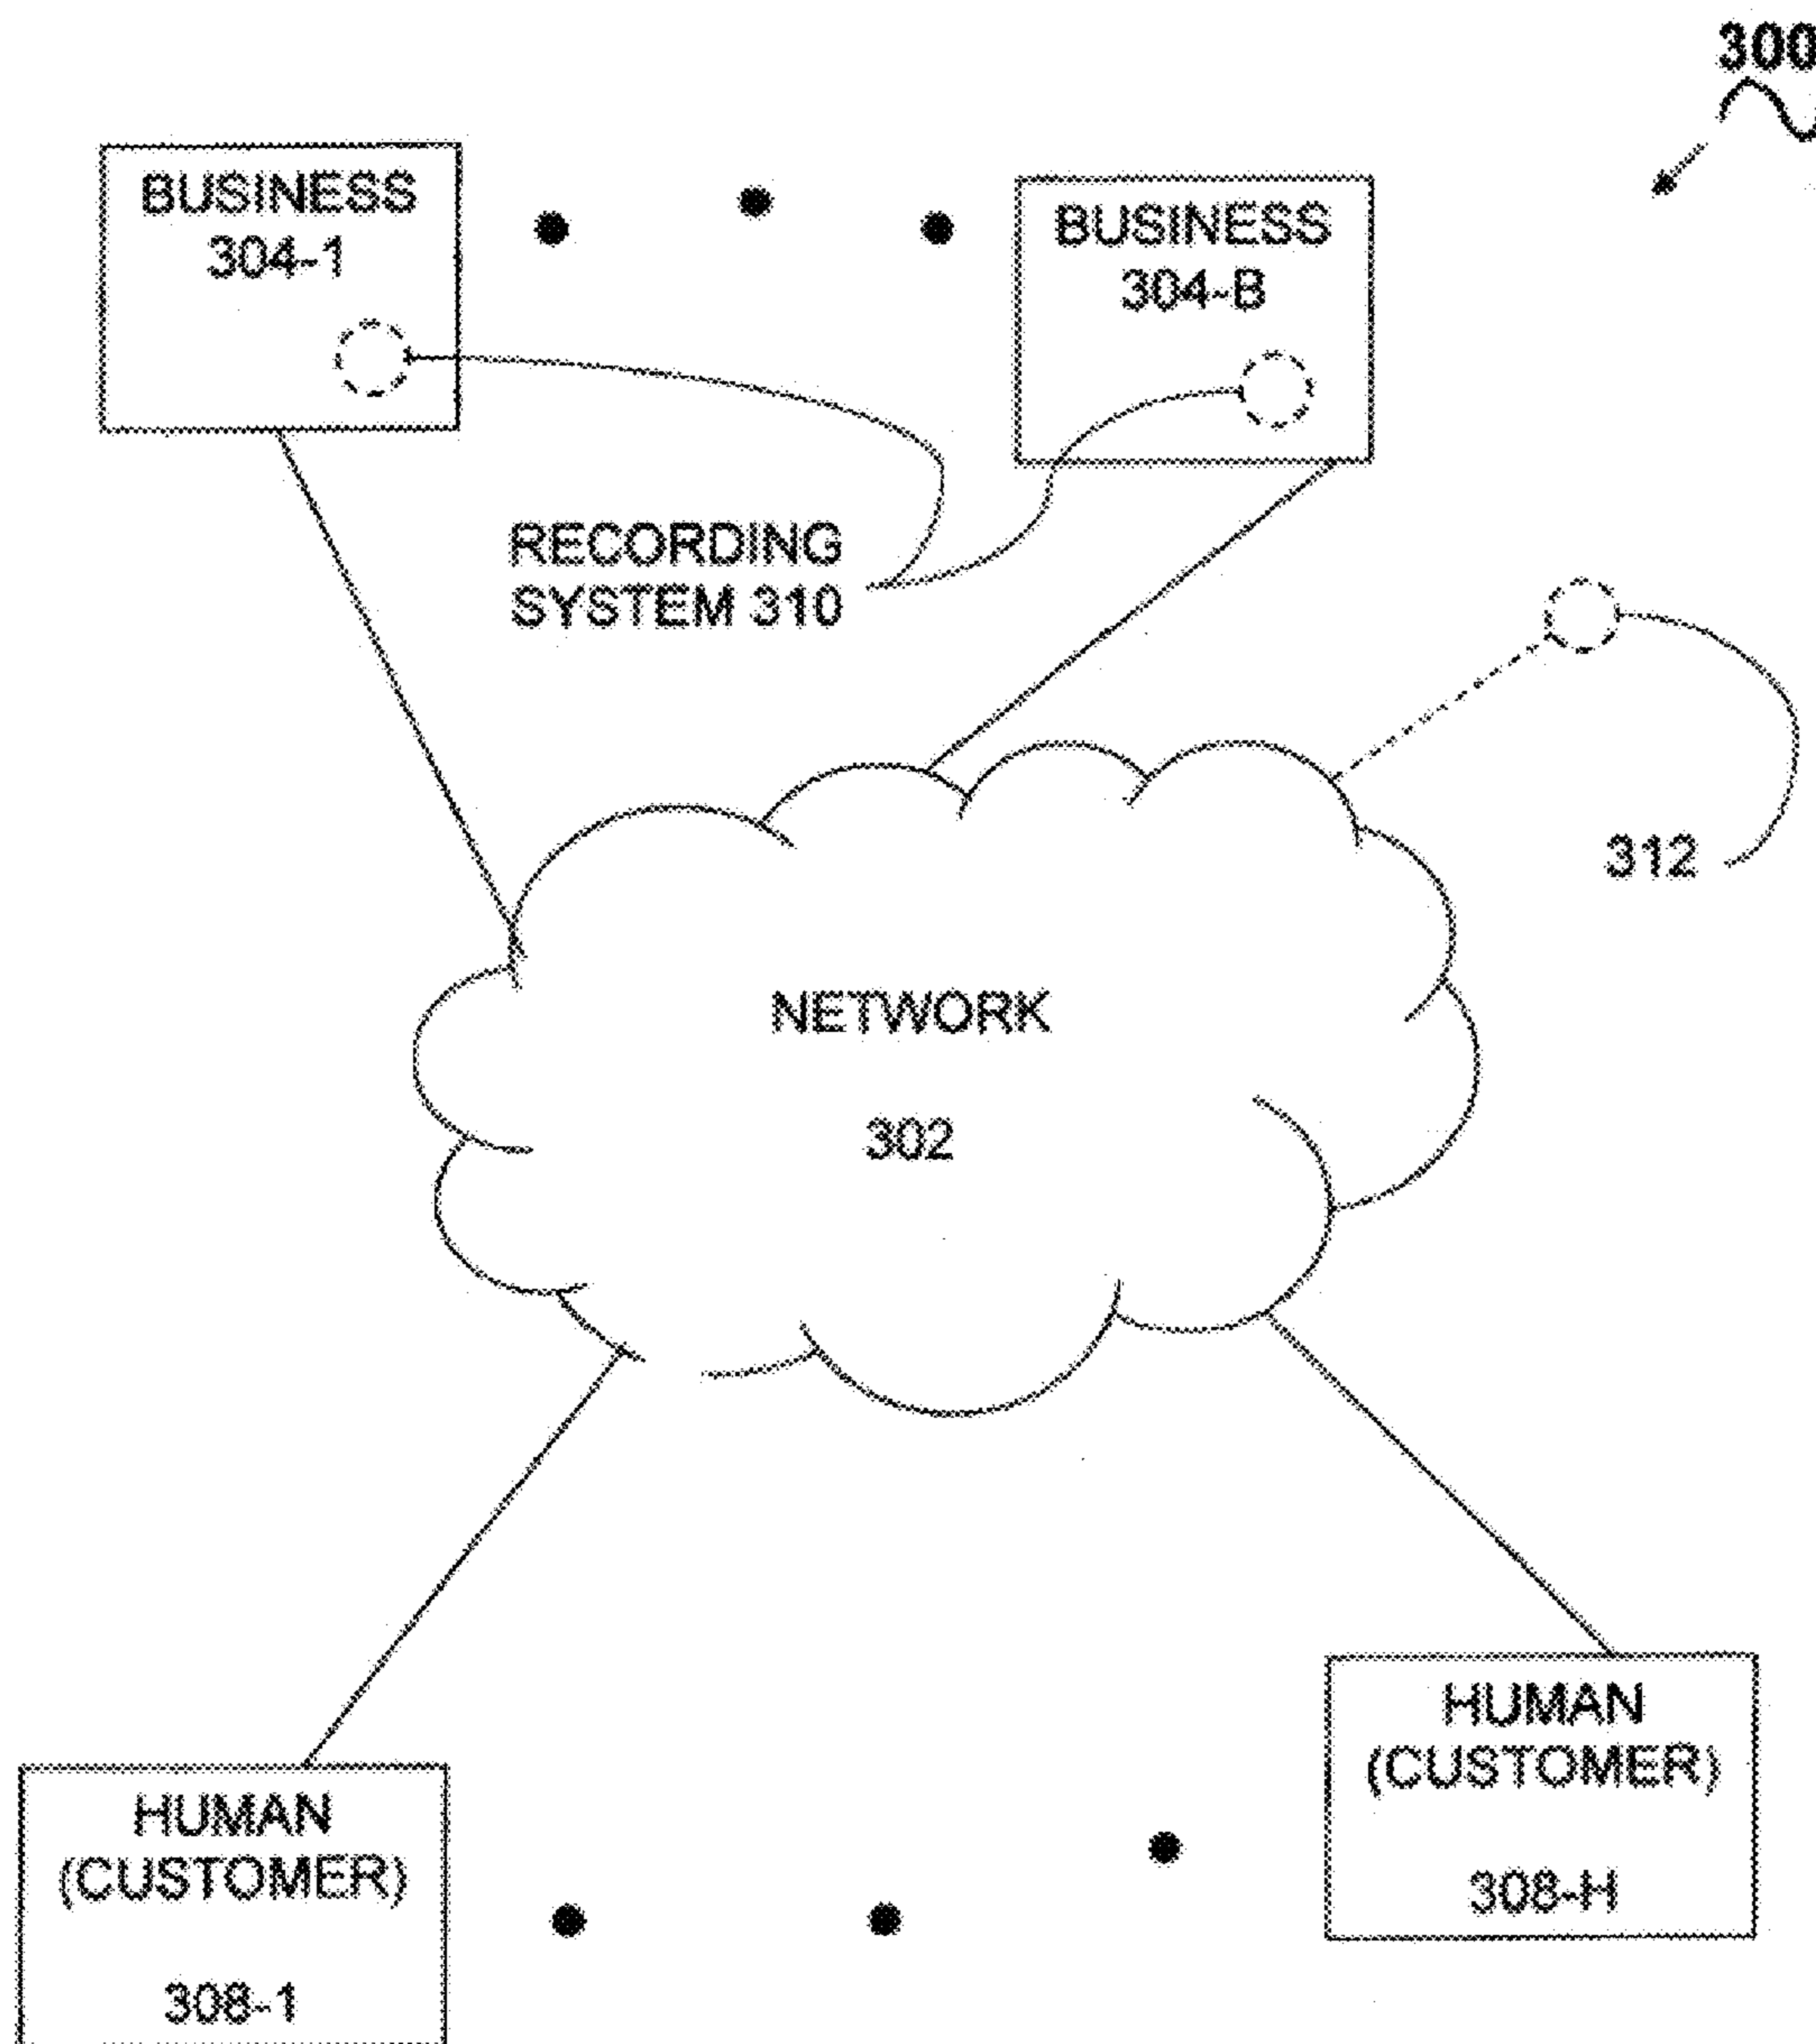 300
BUSINESS
304-1
BUSINESS
304-B
RECORDING
SYSTEM 310
312
NETWORK
302
HUMAN
(CUSTOMER)
308-H
HUMAN
(CUSTOMER)
308-1